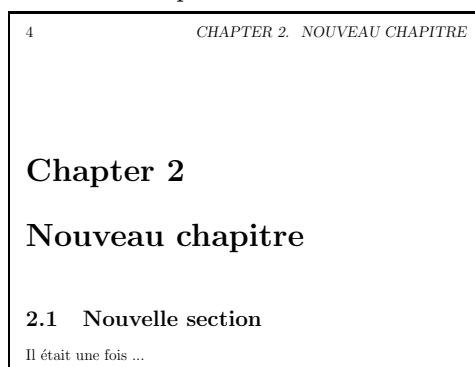 4 CHAPTER 2. NOUVEAU CHAPITRE
Chapter 2
Nouveau chapitre
2.1 Nouvelle section
Il était une fois ...